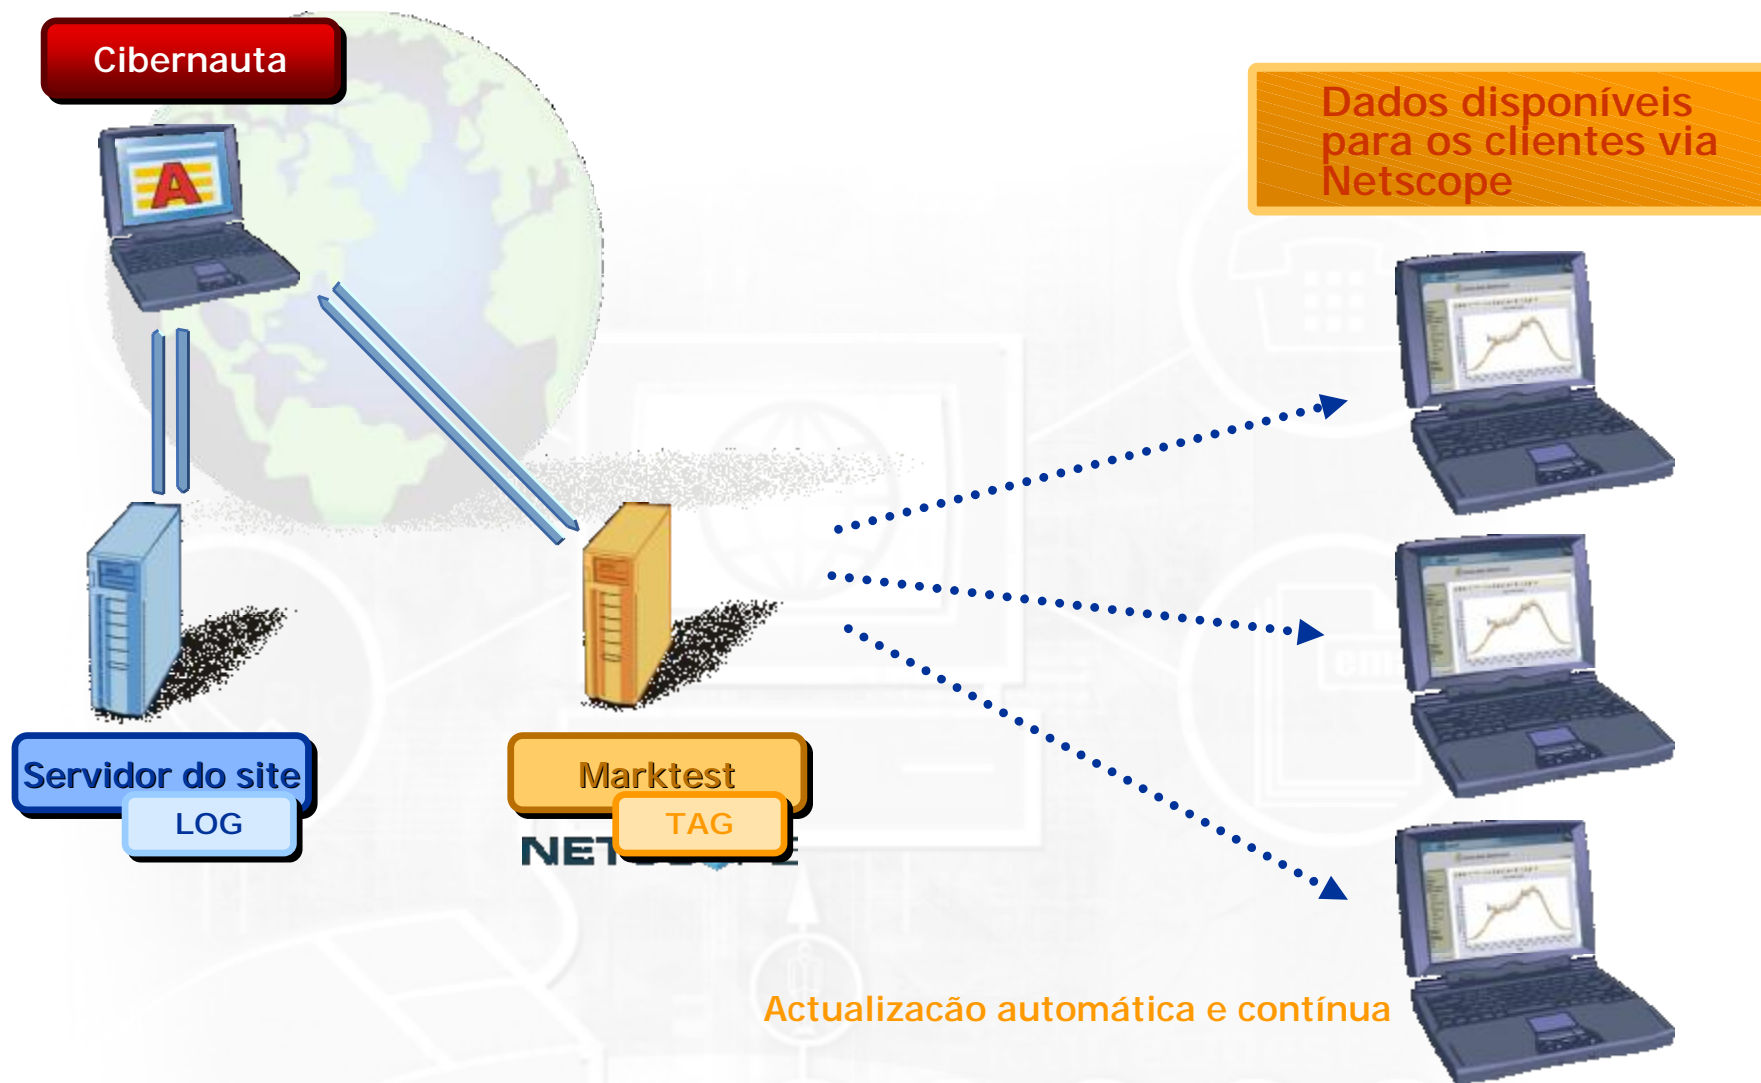 Cibernauta
Dados disponíveis
para os clientes via
Netscope
A
Servidor do site
LOG
Marktest
TAG
Actualizacão automática e contínua